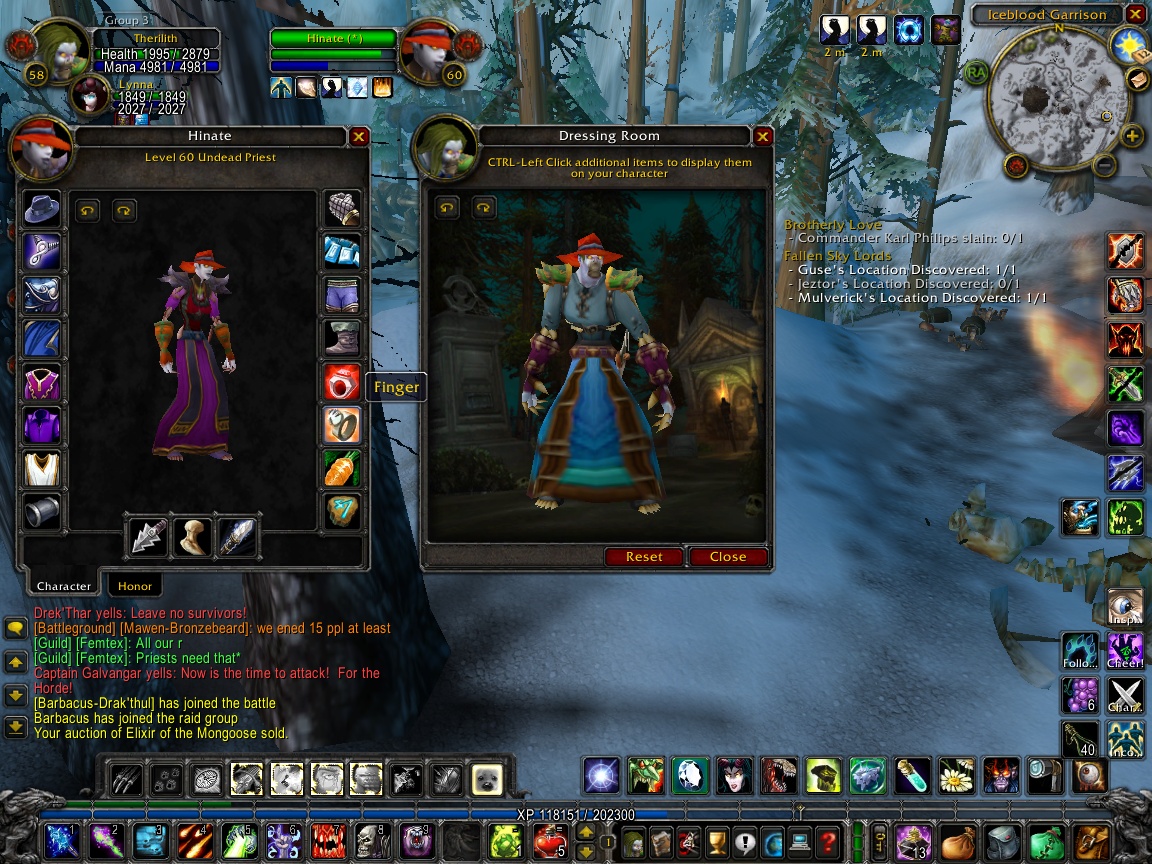 Group 3
Therilith
Health 1995 / 2879
Mana 4981 / 4981
58
Lynna
1849 / 1849
2027 / 2027
Hinate (*)
60
2 m
2 m
Iceblood Garrison
N
RA
Hinate
Level 60 Undead Priest
Finger
Character
Honor
Dressing Room
CTRL-Left Click additional items to display them
on your character
Reset
Close
Brotherly Love
- Commander Karl Philips slain: 0/1
Fallen Sky Lords
- Guse's Location Discovered: 1/1
- Jeztor's Location Discovered: 0/1
- Mulverick's Location Discovered: 1/1
Drek'Thar yells: Leave no survivors!
[Battleground] [Mawen-Bronzebeard]: we ened 15 ppl at least
[Guild] [Femtex]: All our r
[Guild] [Femtex]: Priests need that*
Captain Galvangar yells: Now is the time to attack! For the
Horde!
[Barbacus-Drak'thul] has joined the battle
Barbacus has joined the raid group
Your auction of Elixir of the Mongoose sold.
Follo...
Cheer!
6
Char...
40
XP 118151 / 202300
1
2
3
4
5
6
7
8
9
=
5
1
13